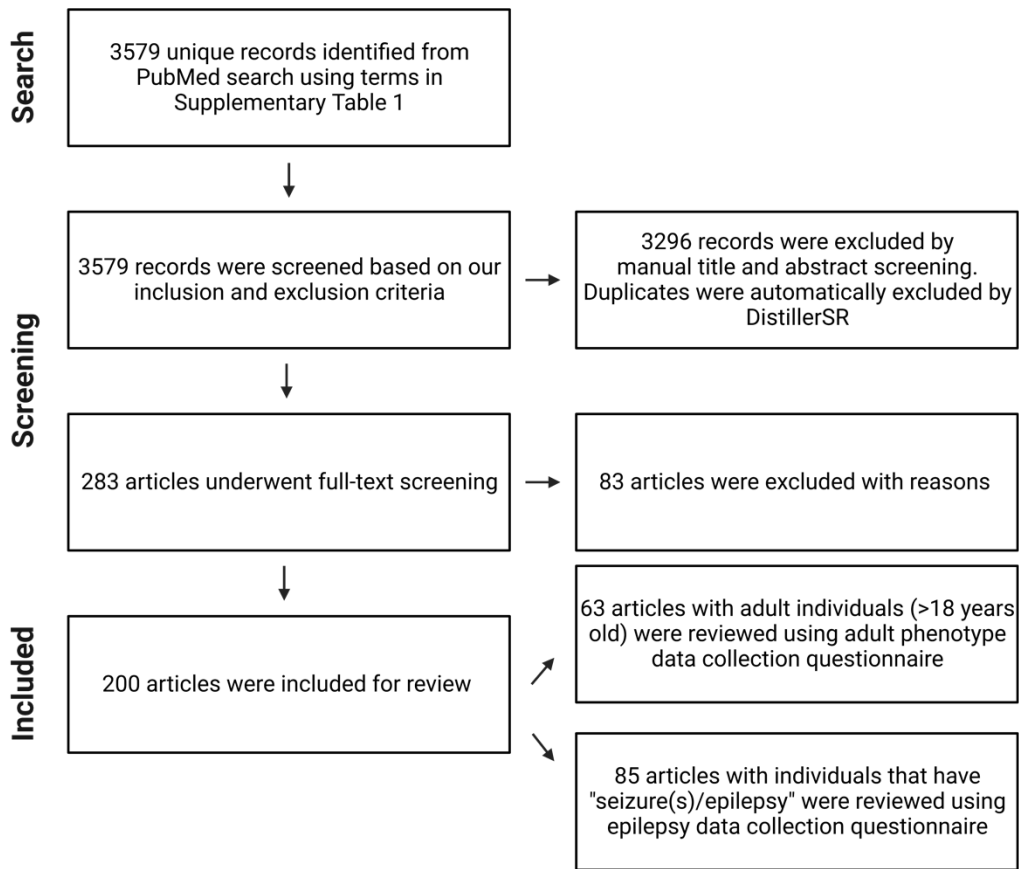 Search
3579 unique records identified from
PubMed search using terms in
Supplementary Table 1
Screening
3579 records were screened based on our
inclusion and exclusion criteria
3296 records were excluded by
manual title and abstract screening.
Duplicates were automatically excluded by
DistillerSR
283 articles underwent full-text screening
83 articles were excluded with reasons
Included
200 articles were included for review
63 articles with adult individuals (>18 years
old) were reviewed using adult phenotype
data collection questionnaire
85 articles with individuals that have
"seizure(s)/epilepsy" were reviewed using
epilepsy data collection questionnaire